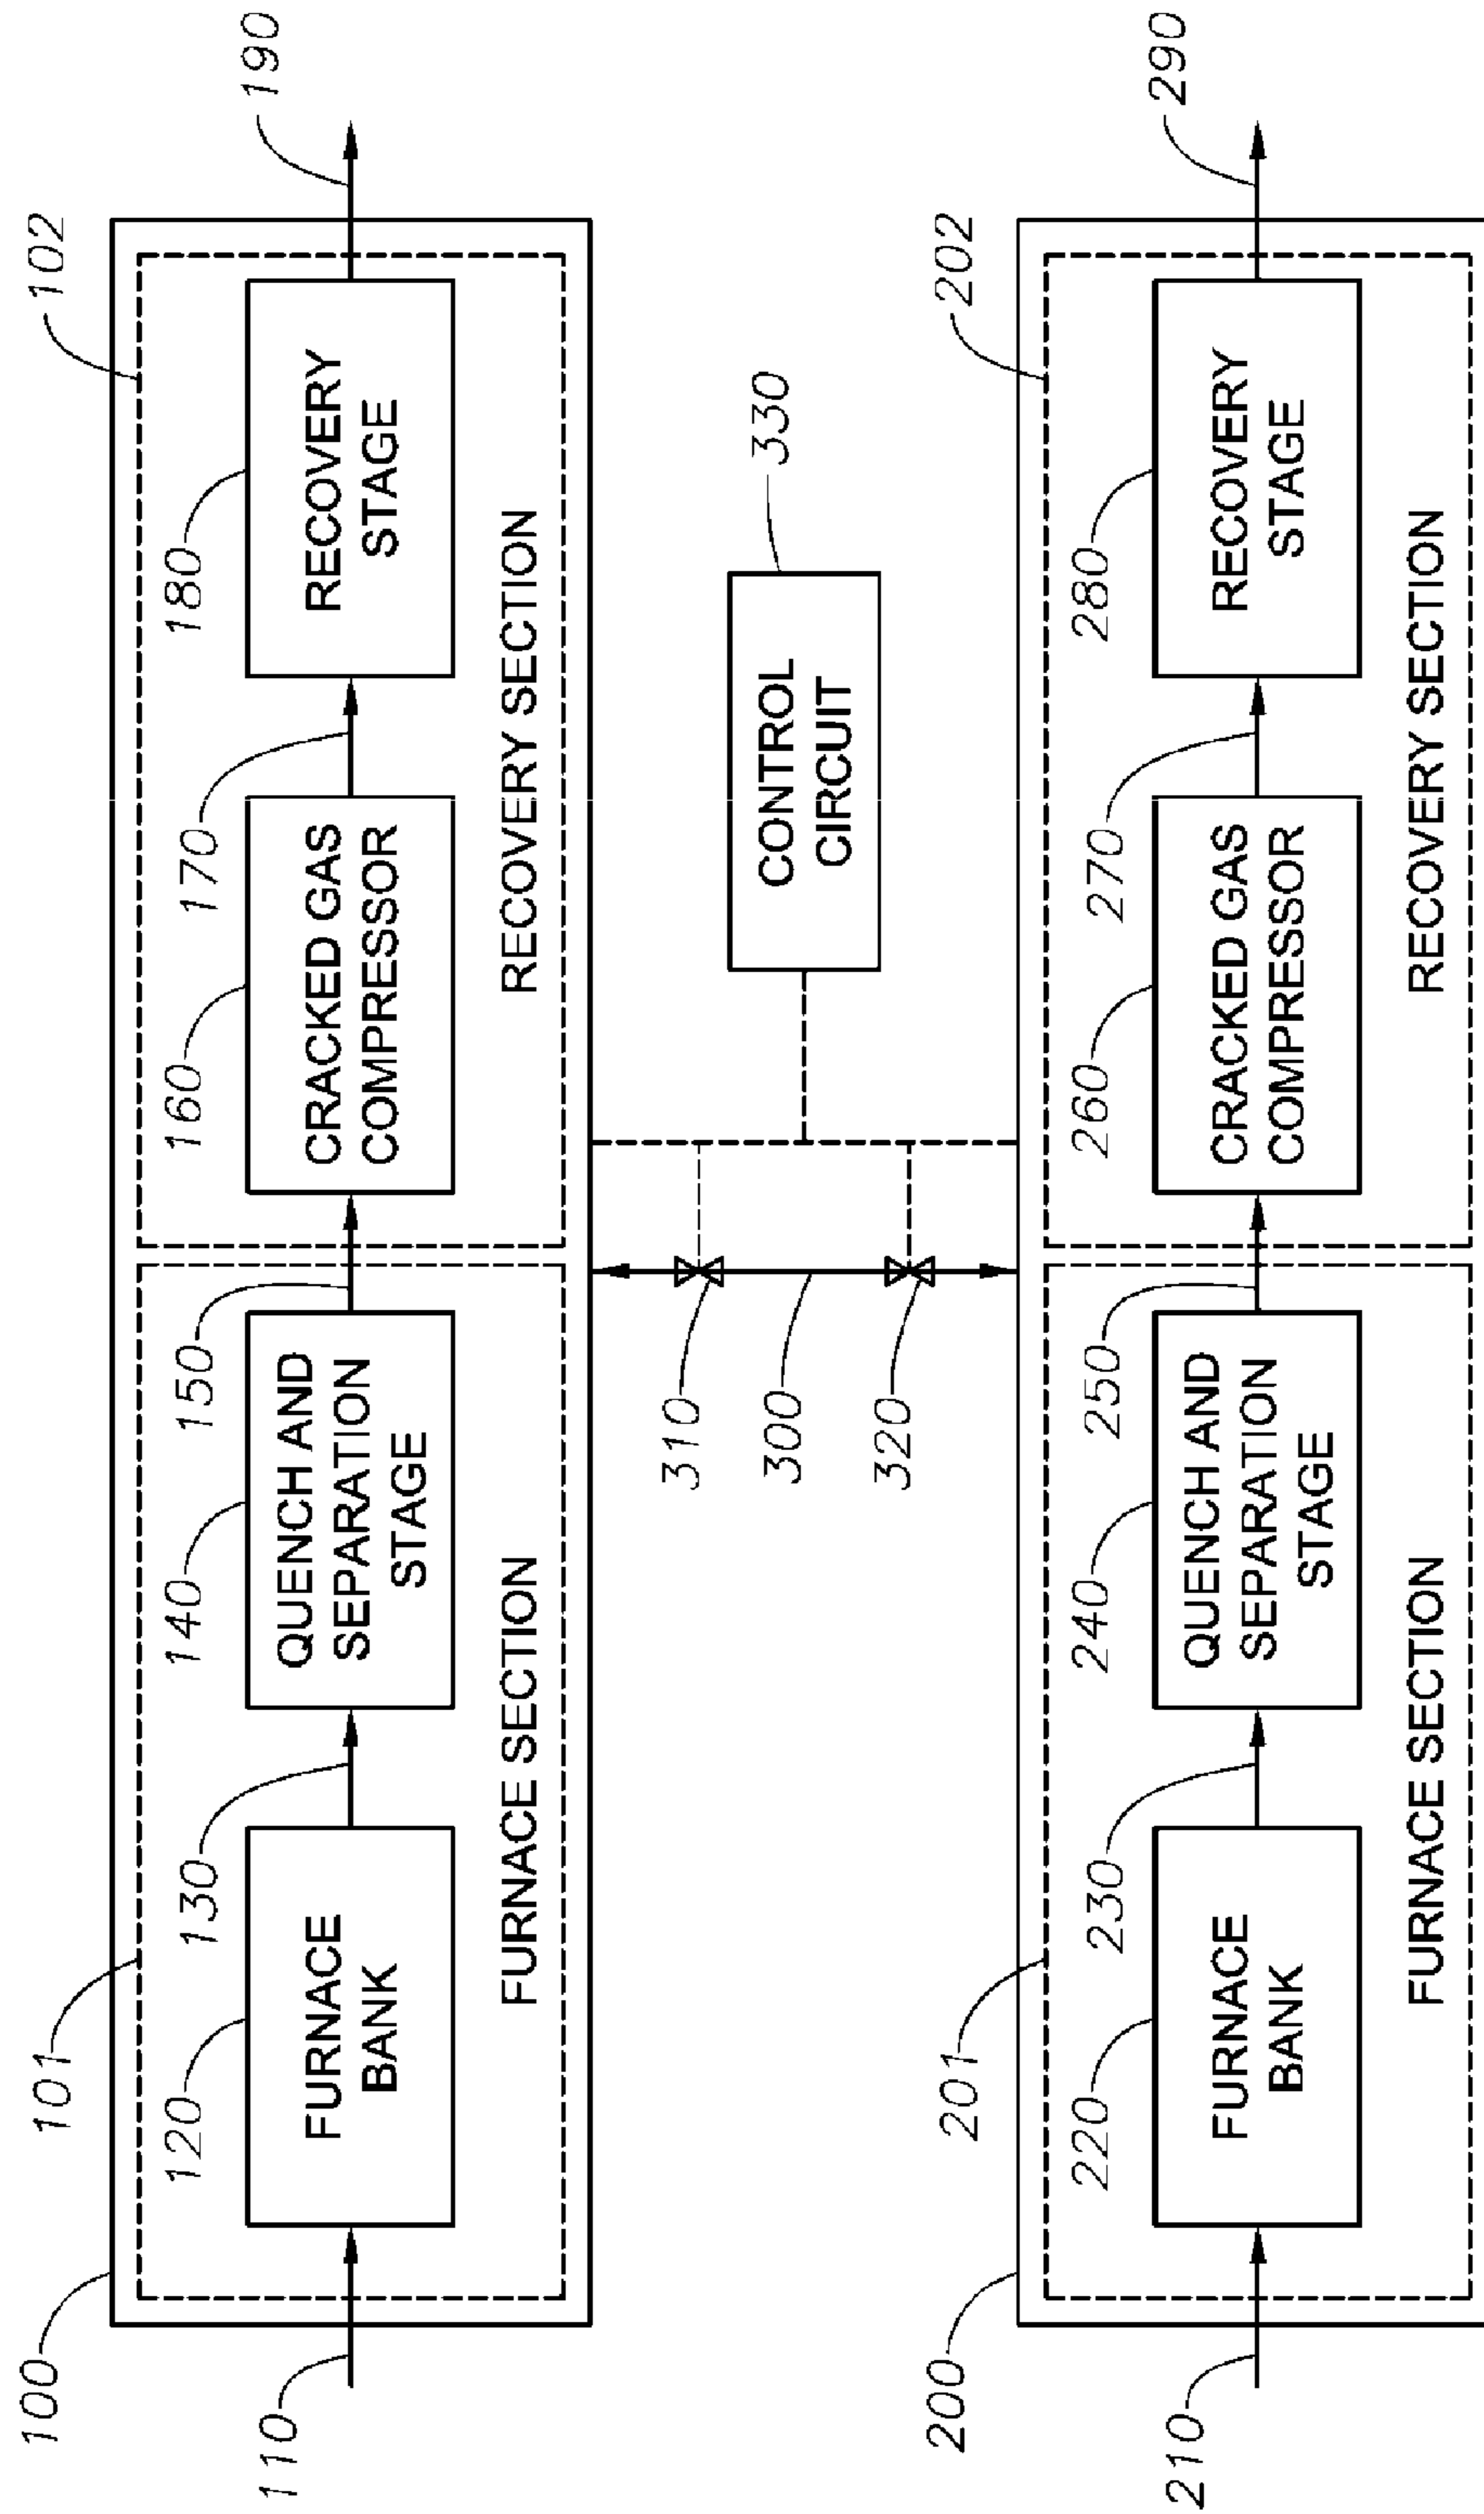 100
101
102
110
120
130
140
150
160
170
180
190
FURNACE
BANK
QUENCH AND
SEPARATION
STAGE
CRACKED GAS
COMPRESSOR
RECOVERY
STAGE
FURNACE SECTION
RECOVERY SECTION
310
300
320
330
CONTROL
CIRCUIT
200
201
202
210
220
230
240
250
260
270
280
290
FURNACE
BANK
QUENCH AND
SEPARATION
STAGE
CRACKED GAS
COMPRESSOR
RECOVERY
STAGE
FURNACE SECTION
RECOVERY SECTION